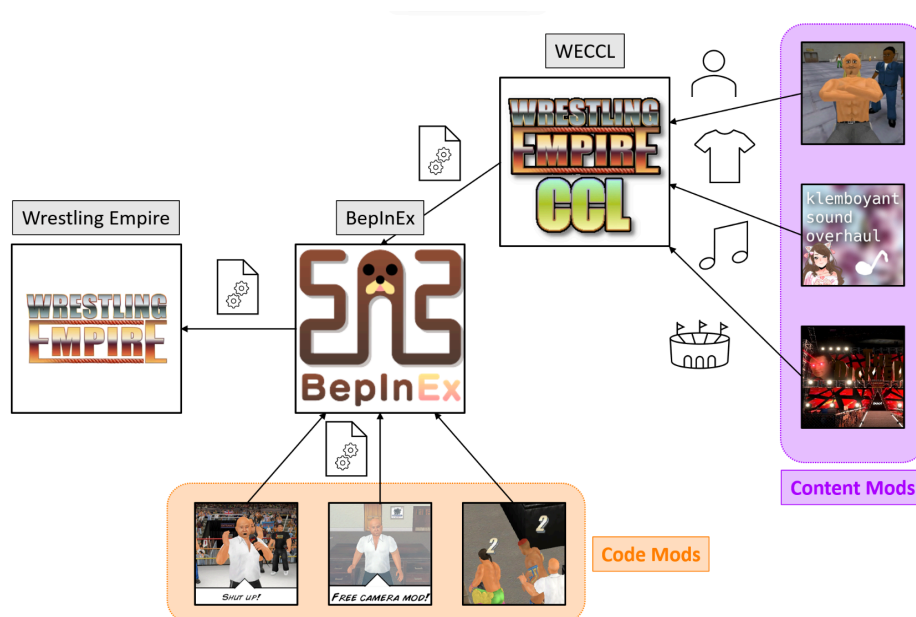 WECCL
WRESTLING
EMPIRE
CCL
klemboyant
sound
overhaul
Wrestling Empire
BepInEx
WRESTLING
EMPIRE
BepInEx
Content Mods
Code Mods
SHUT UP!
FREE CAMERA MOD!
2
2